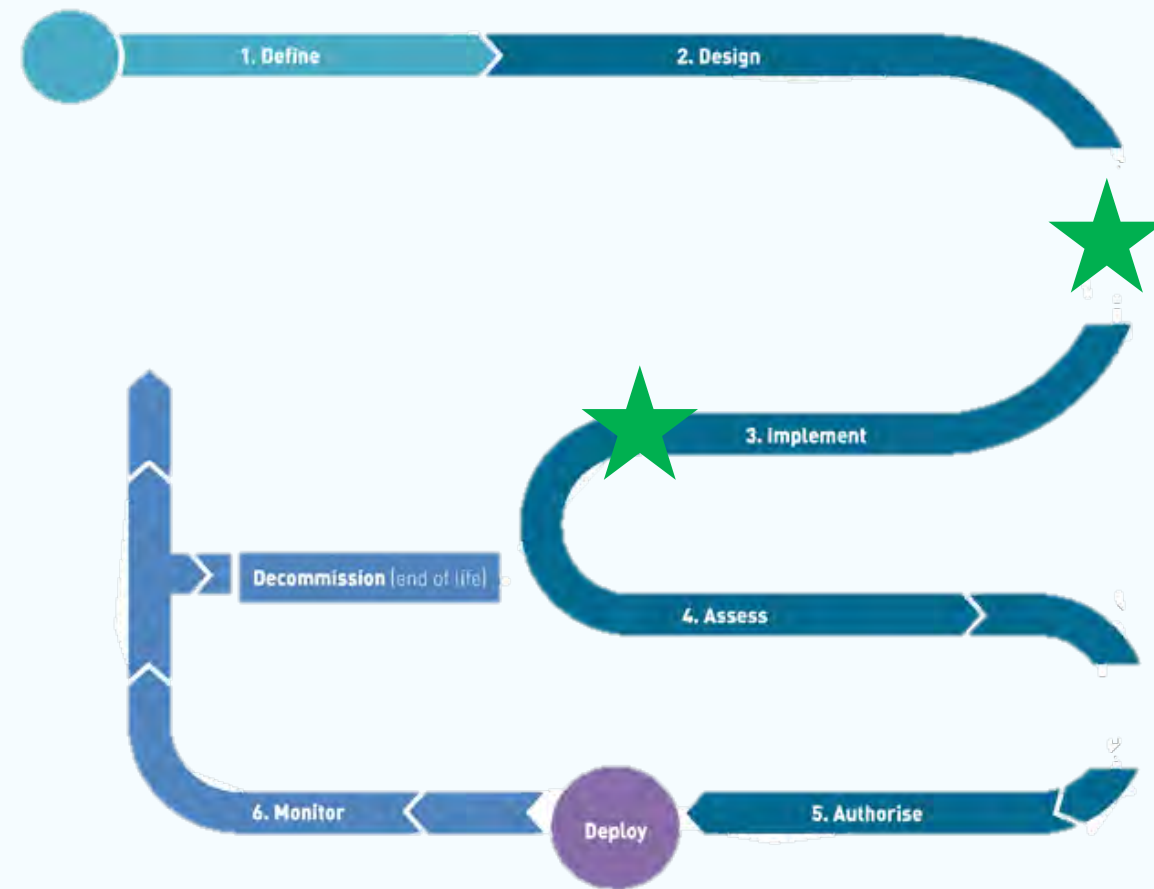 1. Define
2. Design
3. Implement
Decommission (end of life)
4. Assess
6. Monitor
Deploy
5. Authorise